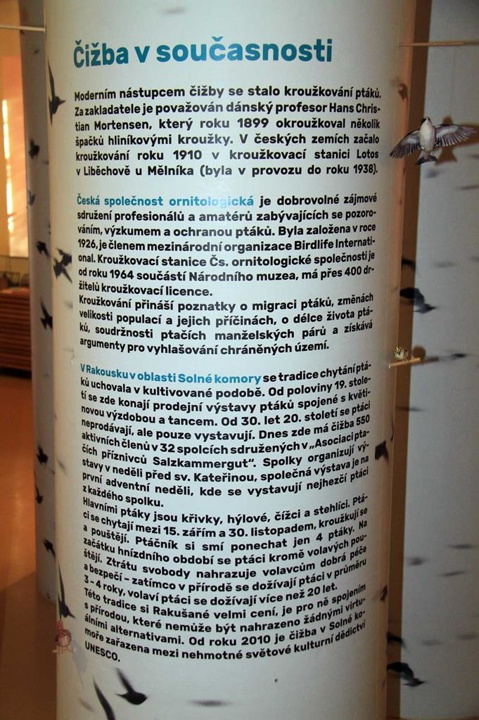 Čižba v současnosti
Moderním nástupcem čižby se stalo kroužkování ptáků.
Za zakladatele je považován dánský profesor Hans Chris-
tian Mortensen, který roku 1899 okroužkoval několik
špačků hliníkovými kroužky. V českých zemích začalo
kroužkování roku 1910 v kroužkovací stanici Lotos
v Liběchově u Mělníka (byla v provozu do roku 1938).
Česká společnost ornitologická je dobrovolné zájmové
sdružení profesionálů a amatérů zabývajících se pozoro-
váním, výzkumem a ochranou ptáků. Byla založena v roce
1926, je členem mezinárodní organizace Birdlife Internati-
onal. Kroužkovací stanice Čs. ornitologické společnosti je
od roku 1964 součástí Národního muzea, má přes 400 dr-
žitelů kroužkovací licence.
Kroužkování přináší poznatky o migraci ptáků, změnách
velikosti populací a jejich příčinách, o délce života ptá-
ků, soudržnosti ptačích manželských párů a získává
argumenty pro vyhlašování chráněných území.
V Rakousku v oblasti Solné komory se tradice chytání ptá-
ků uchovala v kultivované podobě. Od poloviny 19. stole-
tí se zde konají prodejní výstavy ptáků spojené s květi-
novou výzdobou a tancem. Od 30. let 20. století se ptáci
neprodávají, ale pouze vystavují. Dnes zde má čižba 550
aktivních členů v 32 spolcích sdružených v „Asociaci pta-
čích příznivců Salzkammergut“. Spolky organizují vý-
stavy v neděli před sv. Kateřinou, společná výstava je na
první adventní neděli, kde se vystavují nejhezčí ptáci
z každého spolku.
Hlavními ptáky jsou křivky, hýlové, čížci a stehlíci. Ptá-
ci se chytají mezi 15. zářím a 30. listopadem, kroužkují se
a pouštějí. Ptáčník si smí ponechat jen 4 ptáky. Na
začátku hnízdního období se ptáci kromě volavých pou-
štějí. Ztrátu svobody nahrazuje volavcům dobrá péče
a bezpečí – zatímco v přírodě se dožívají ptáci v průměru
3 - 4 roky, volaví ptáci se dožívají více než 20 let.
Této tradice si Rakušané velmi cení, je pro ně spojením
s přírodou, které nemůže být nahrazeno žádnými virtu-
álními alternativami. Od roku 2010 je čižba v Solné ko-
moře zařazena mezi nehmotné světové kulturní dědictví
UNESCO.